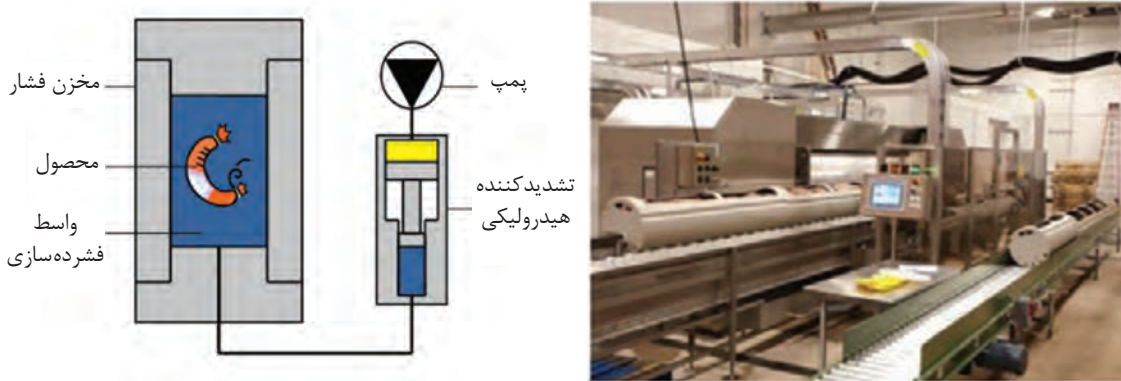 مخزن فشار
محصول
واسط
فشرده‌سازی
پمپ
تشدیدکننده
هیدرولیکی